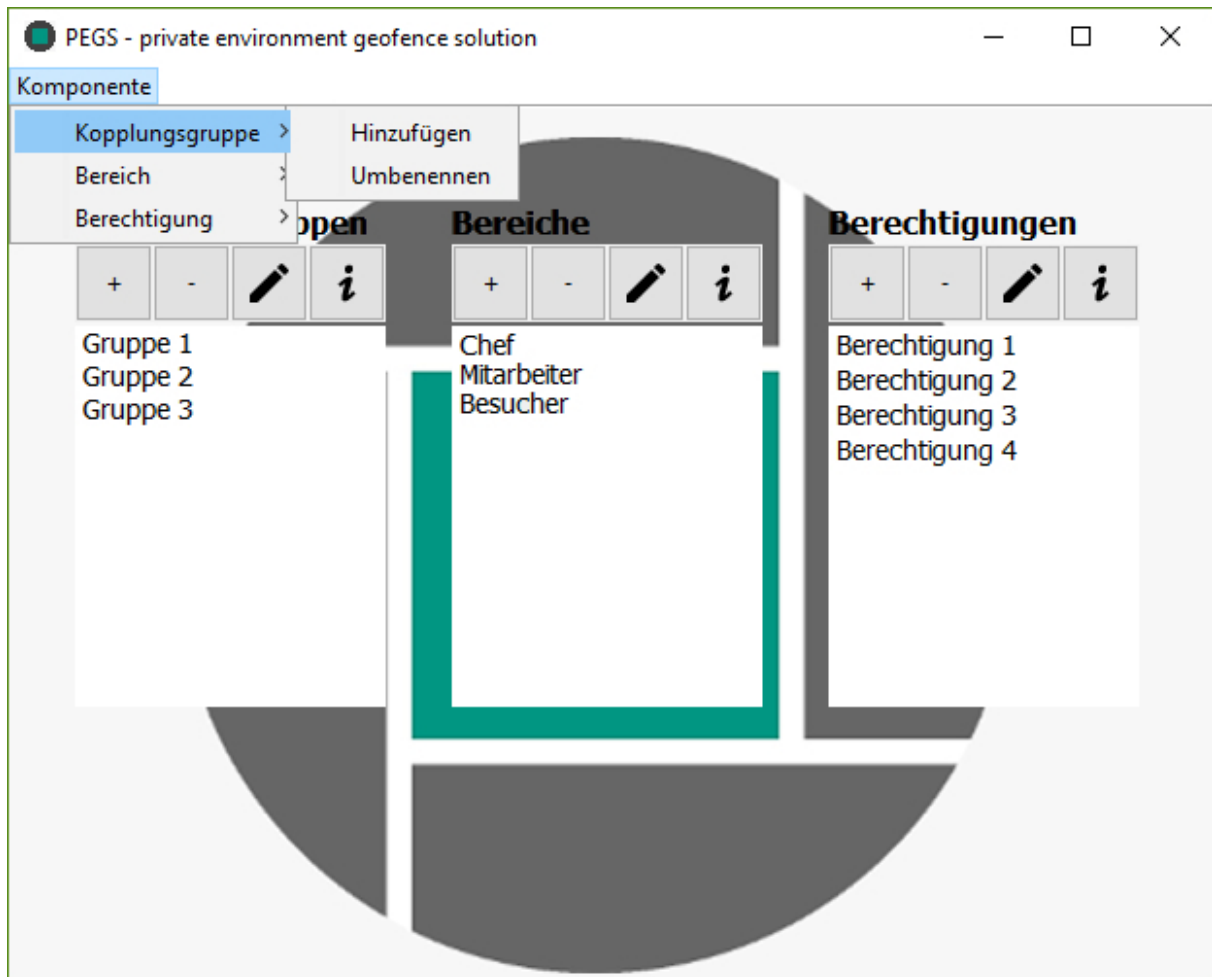 PEGS - private environment geofence solution
Komponente
Kopplungsgruppe
Hinzufügen
Bereich
Umbenennen
Berechtigung
ppen
Bereiche
Berechtigungen
+ - i
+ - i
+ - i
Gruppe 1
Gruppe 2
Gruppe 3
Chef
Mitarbeiter
Besucher
Berechtigung 1
Berechtigung 2
Berechtigung 3
Berechtigung 4